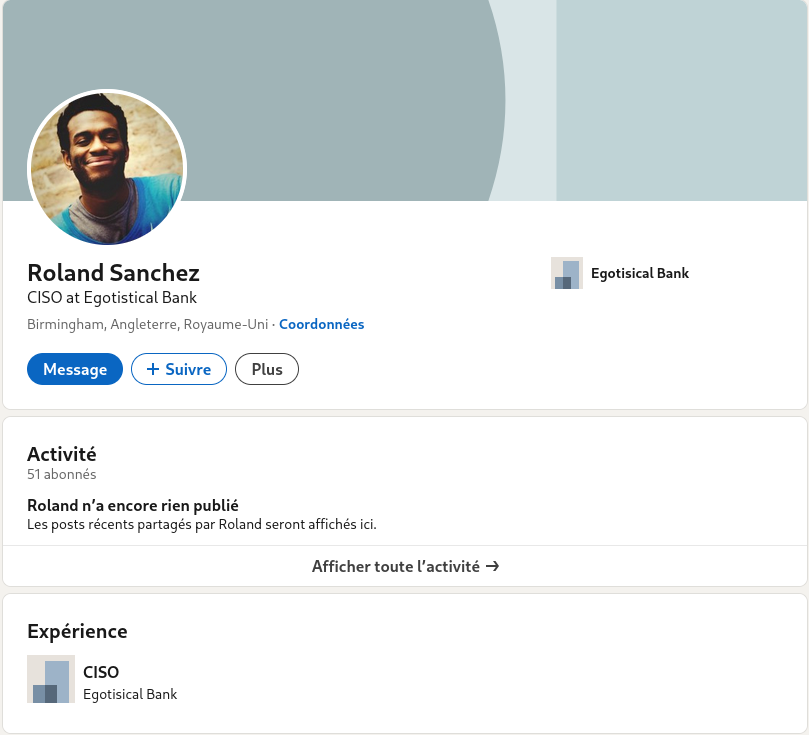 Roland Sanchez
CISO at Egotistical Bank
Egotisical Bank
Birmingham, Angleterre, Royaume-Uni · Coordonnées
Message
+ Suivre
Plus
Activité
51 abonnés
Roland n’a encore rien publié
Les posts récents partagés par Roland seront affichés ici.
Afficher toute l’activité →
Expérience
CISO
Egotisical Bank